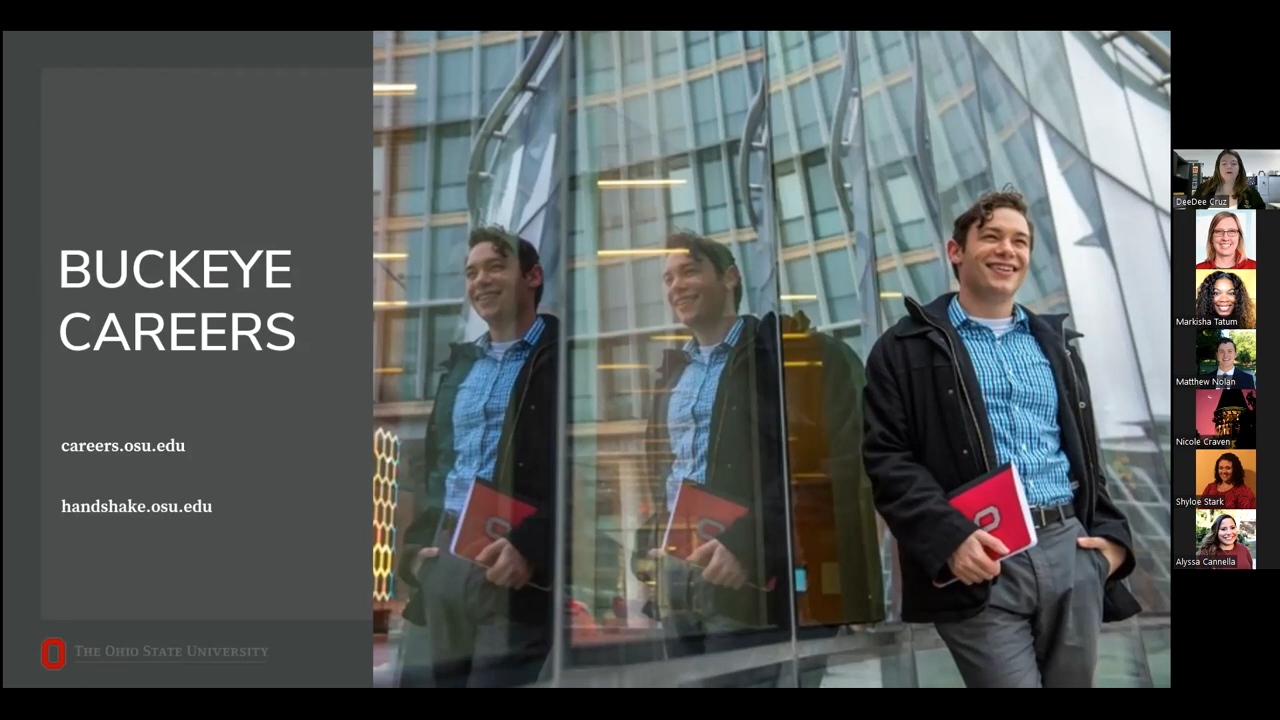 BUCKEYE
CAREERS
careers.osu.edu
handshake.osu.edu
THE OHIO STATE UNIVERSITY
DeeDee Cruz
Markisha Tatum
Matthew Nolan
Nicole Craven
Shyloe Stark
Alyssa Cannella